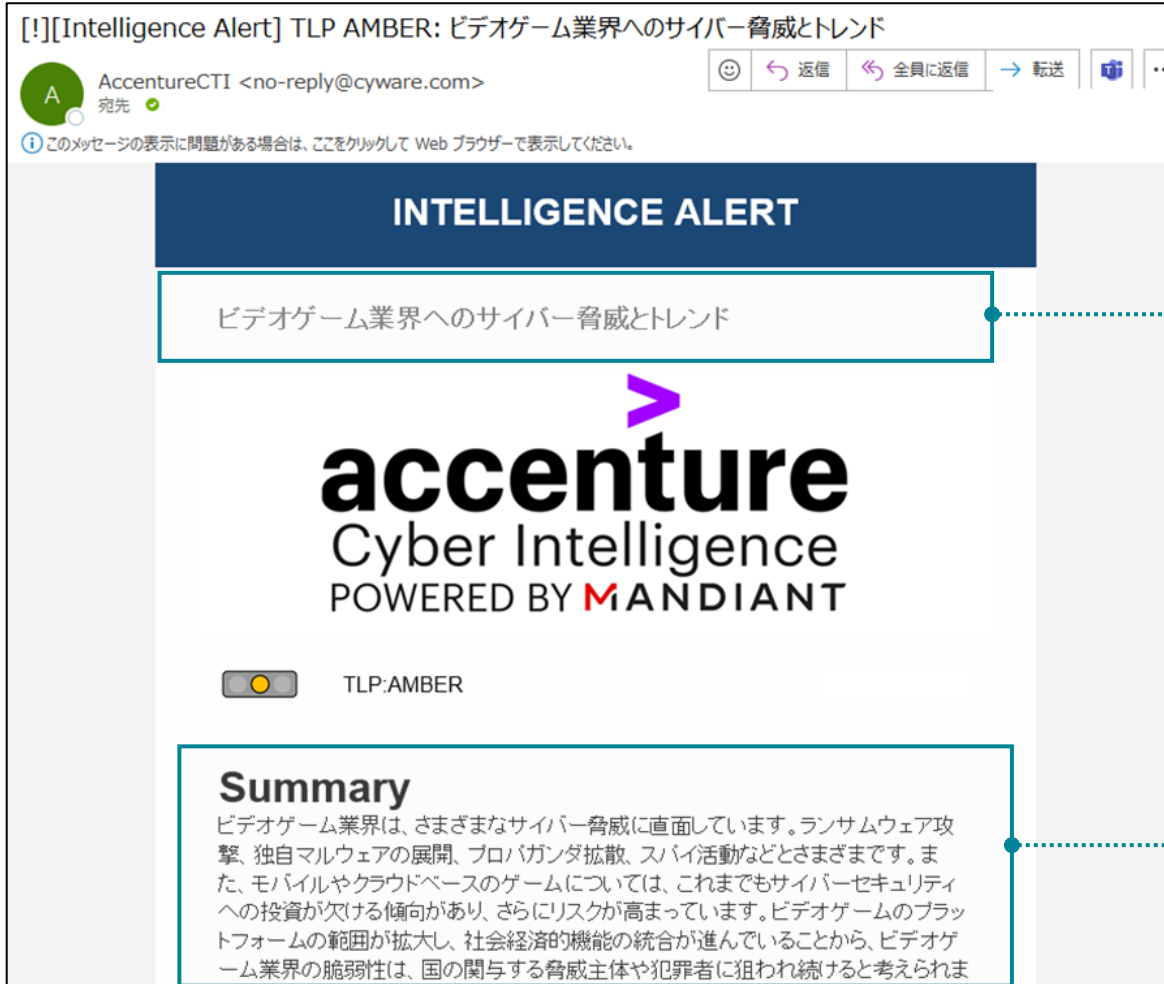 [!][Intelligence Alert] TLP AMBER: ビデオゲーム業界へのサイバー脅威とトレンド
A
AccentureCTI <no-reply@cyware.com>
宛先
返信
全員に返信
転送
このメッセージの表示に問題がある場合は、ここをクリックして Web ブラウザーで表示してください。
INTELLIGENCE ALERT
ビデオゲーム業界へのサイバー脅威とトレンド
>
accenture
Cyber Intelligence
POWERED BY MANDIANT
TLP:AMBER
Summary
ビデオゲーム業界は、さまざまなサイバー脅威に直面しています。ランサムウェア攻
撃、独自マルウェアの展開、プロパガンダ拡散、スパイ活動などとさまざまです。ま
た、モバイルやクラウドベースのゲームについては、これまでもサイバーセキュリティ
への投資が欠ける傾向があり、さらにリスクが高まっています。ビデオゲームのプラッ
トフォームの範囲が拡大し、社会経済的機能の統合が進んでいることから、ビデオゲ
ーム業界の脆弱性は、国の関与する脅威主体や犯罪者に狙われ続けると考えられま